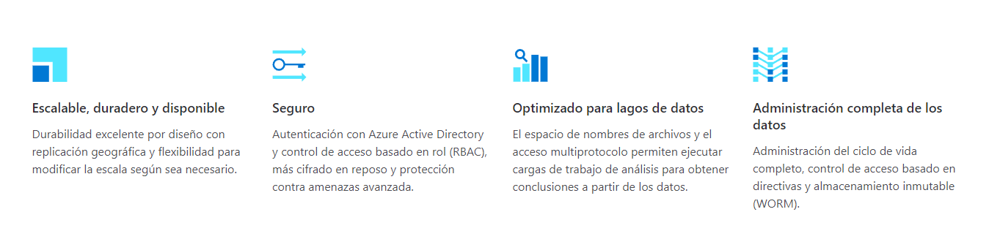 Escalable, duradero y disponible
Durabilidad excelente por diseño con
replicación geográfica y flexibilidad para
modificar la escala según sea necesario.
Seguro
Autenticación con Azure Active Directory
y control de acceso basado en rol (RBAC),
más cifrado en reposo y protección
contra amenazas avanzada.
Optimizado para lagos de datos
El espacio de nombres de archivos y el
acceso multiprotocolo permiten ejecutar
cargas de trabajo de análisis para obtener
conclusiones a partir de los datos.
Administración completa de los
datos
Administración del ciclo de vida
completo, control de acceso basado en
directivas y almacenamiento inmutable
(WORM).